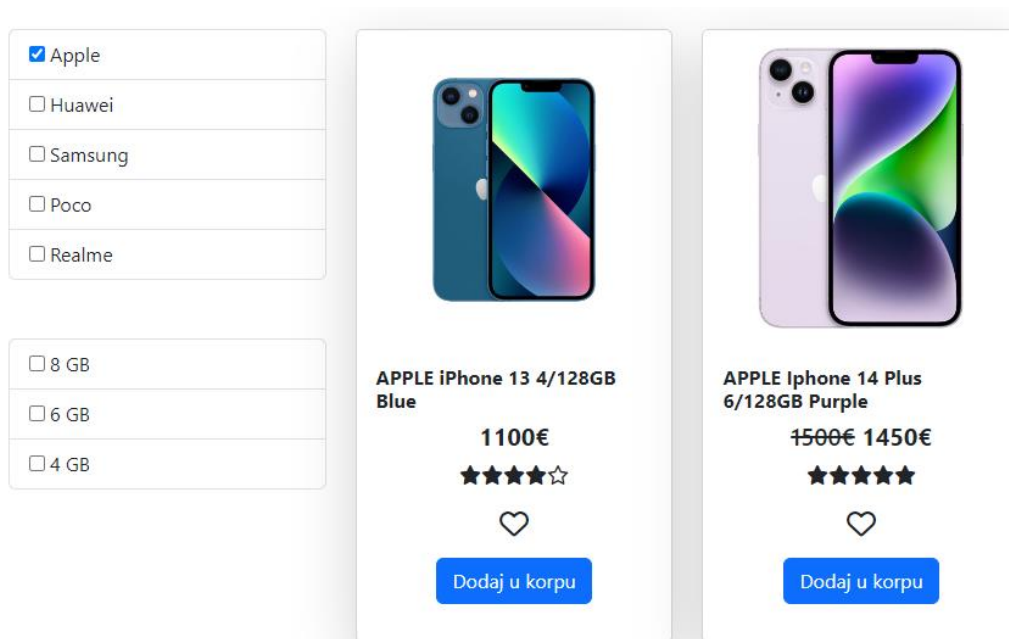 Apple
Huawei
Samsung
Poco
Realme
8 GB
6 GB
4 GB
APPLE iPhone 13 4/128GB
Blue
1100€
Dodaj u korpu
APPLE Iphone 14 Plus
6/128GB Purple
1500€ 1450€
Dodaj u korpu